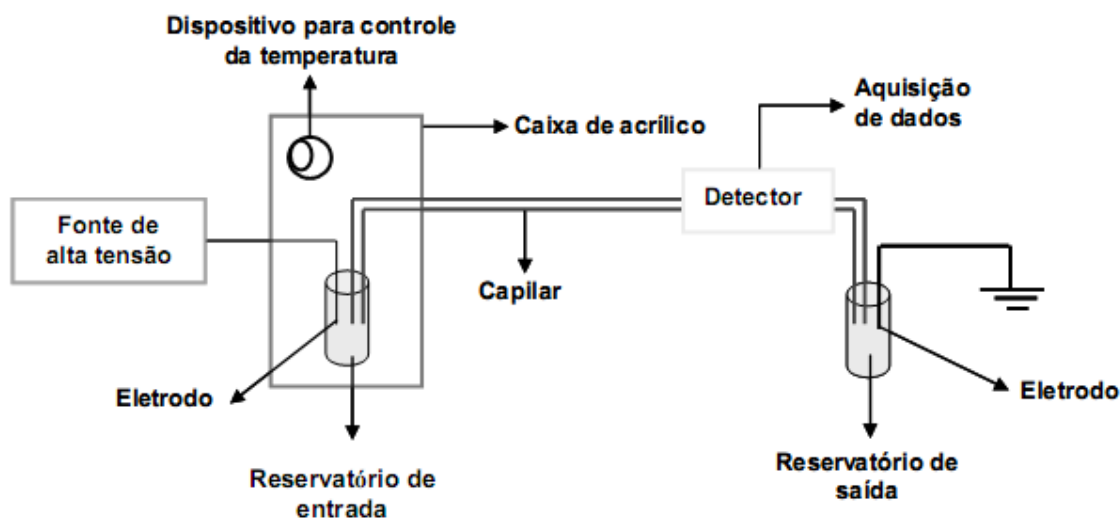 Dispositivo para controle
da temperatura
Aquisição
de dados
Caixa de acrílico
Detector
Fonte de
alta tensão
Capilar
Eletrodo
Eletrodo
Reservatório de
entrada
Reservatório de
saída